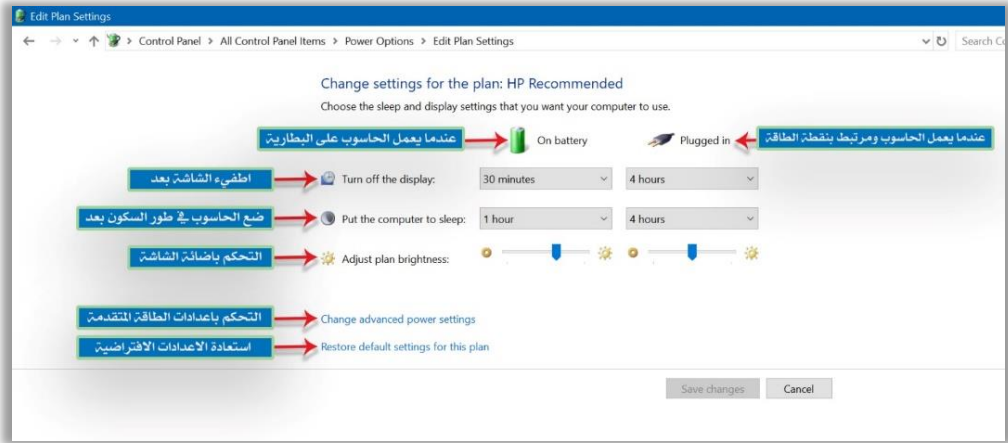 Edit Plan Settings
Control Panel > All Control Panel Items > Power Options > Edit Plan Settings
Search Co
Change settings for the plan: HP Recommended
Choose the sleep and display settings that you want your computer to use.
عندما يعمل الحاسوب على البطارية
On battery
Plugged in
عندما يعمل الحاسوب ومرتبط بنقطة الطاقة
اطفيء الشاشة بعد
Turn off the display:
30 minutes
4 hours
ضع الحاسوب في طور السكون بعد
Put the computer to sleep:
1 hour
4 hours
التحكم باضائة الشاشة
Adjust plan brightness:
التحكم باعدادات الطاقة المتقدمة
Change advanced power settings
استعادة الاعدادات الافتراضية
Restore default settings for this plan
Save changes
Cancel